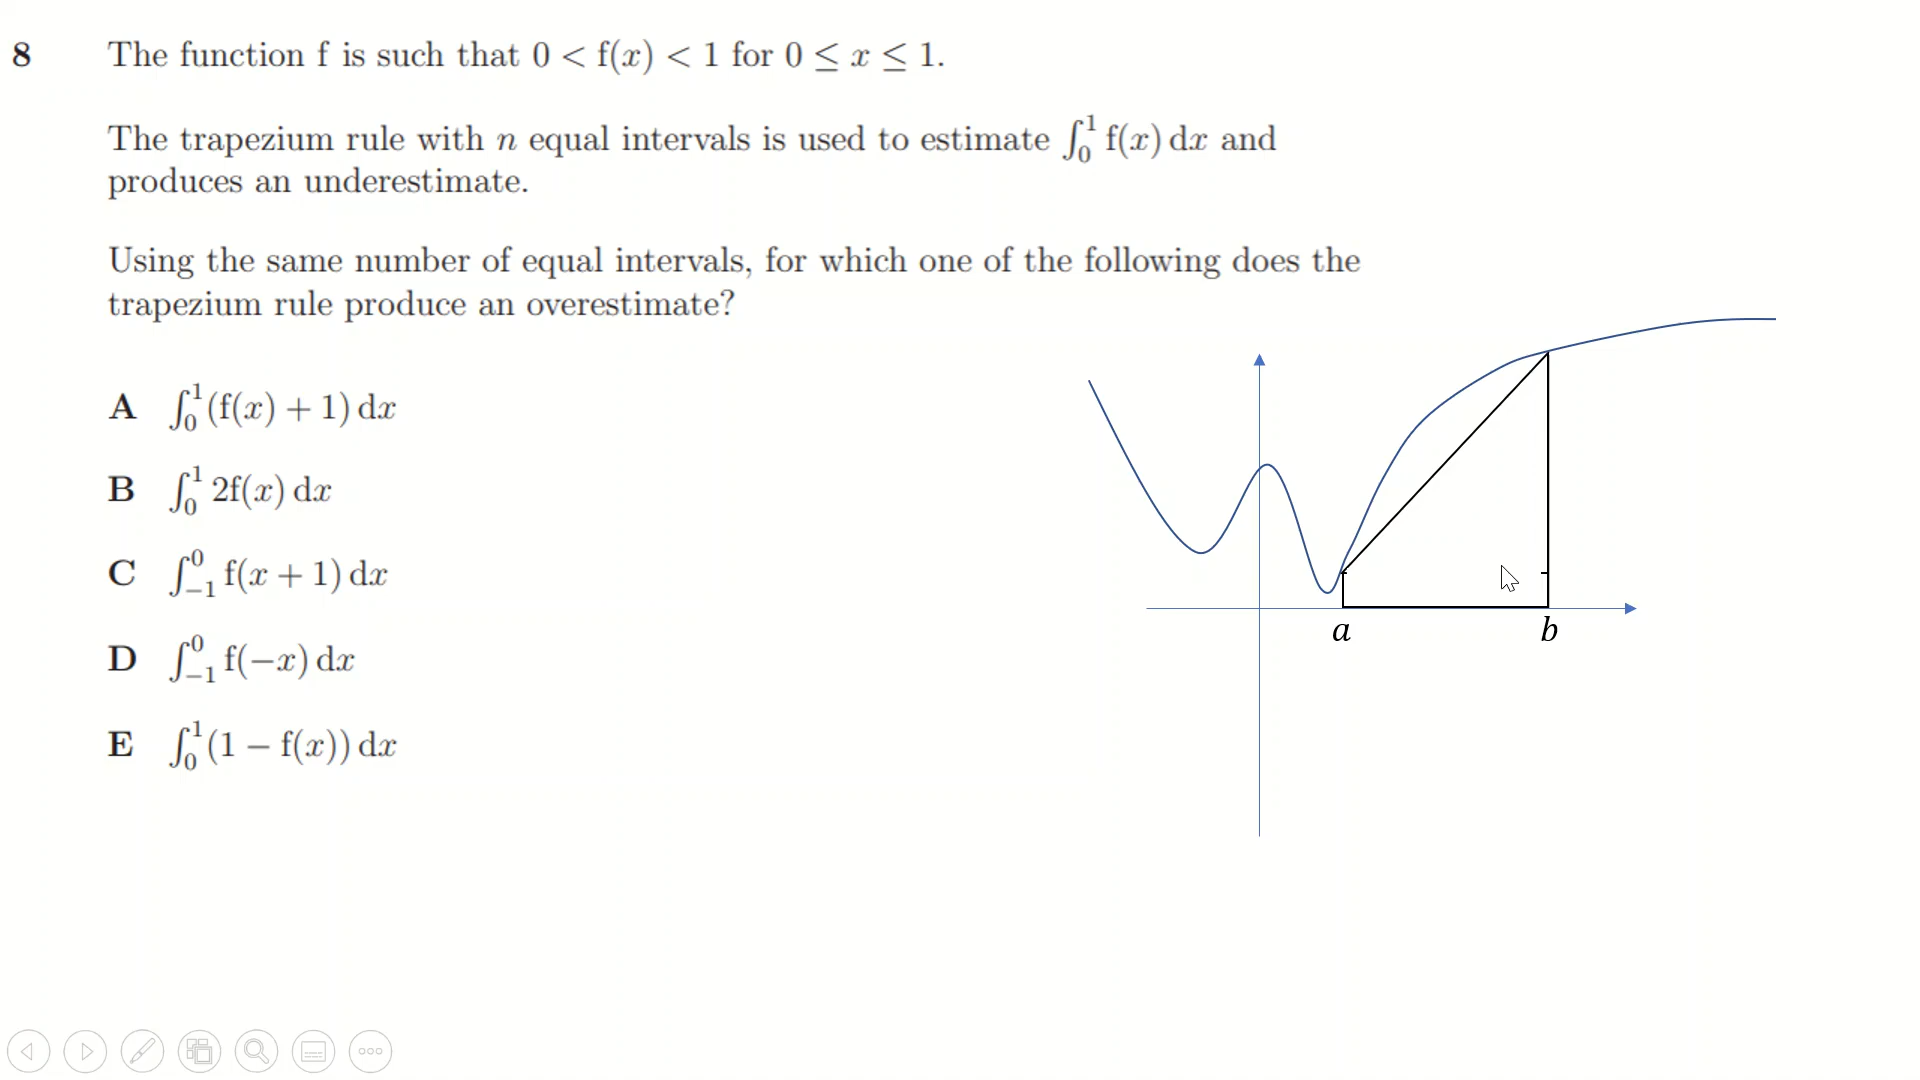 8 The function f is such that 0 < f(x) < 1 for 0 ≤ x ≤ 1.
The trapezium rule with n equal intervals is used to estimate ∫₀¹ f(x) dx and
produces an underestimate.
Using the same number of equal intervals, for which one of the following does the
trapezium rule produce an overestimate?
A ∫₀¹ (f(x) + 1) dx
B ∫₀¹ 2f(x) dx
C ∫₋₁⁰ f(x + 1) dx
D ∫₋₁⁰ f(−x) dx
E ∫₀¹ (1 − f(x)) dx
a b